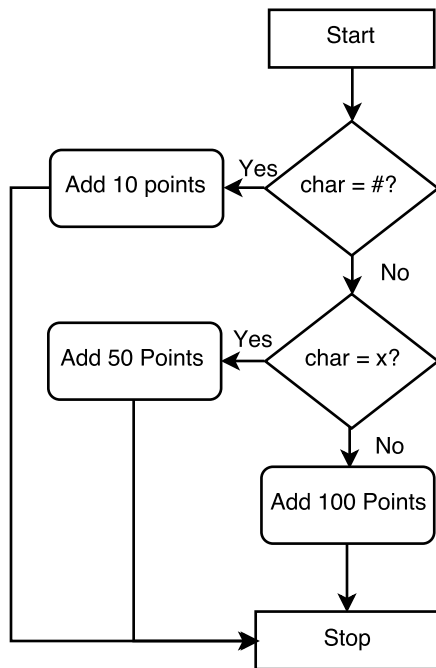 Start
char = #?
Yes
Add 10 points
No
char = x?
Yes
Add 50 Points
No
Add 100 Points
Stop